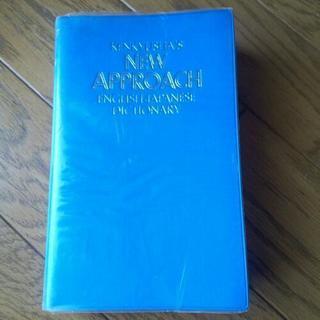 KENKYUSHA'S
NEW
APPROACH
ENGLISH-JAPANESE
DICTIONARY